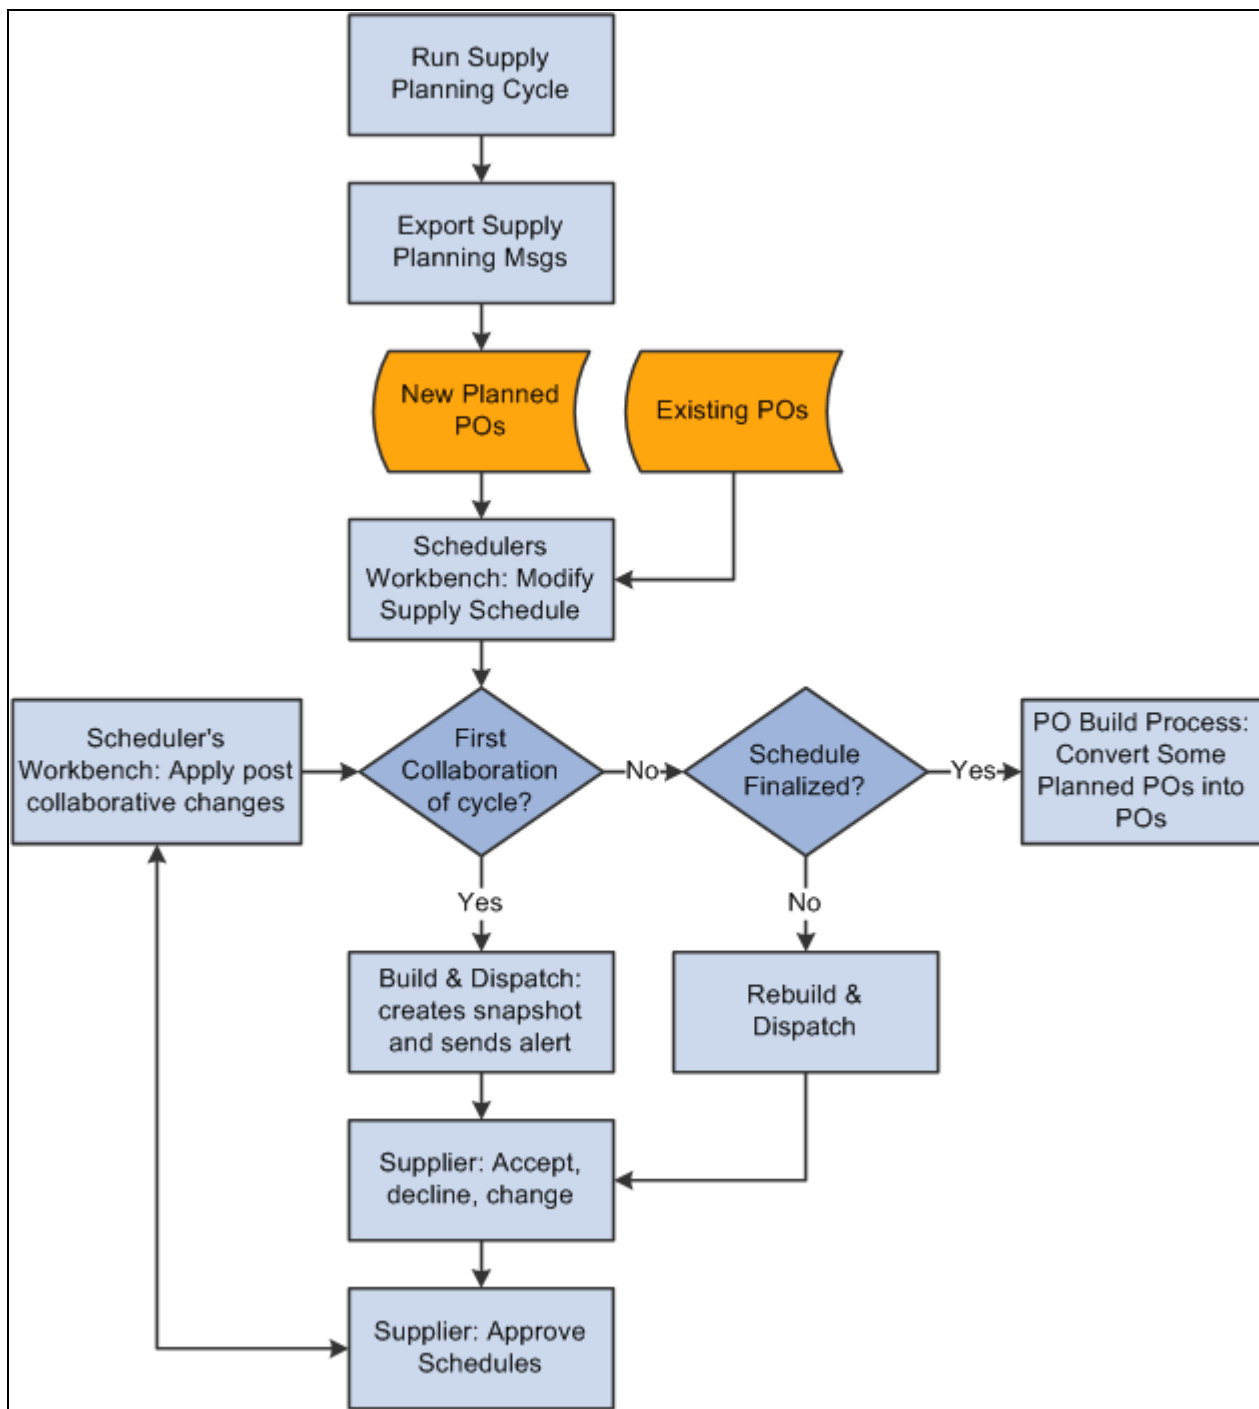 Run Supply
Planning Cycle
Export Supply
Planning Msgs
New Planned
POs
Existing POs
Schedulers
Workbench: Modify
Supply Schedule
Scheduler's
Workbench: Apply post
collaborative changes
First
Collaboration
of cycle?
No
Schedule
Finalized?
Yes
PO Build Process:
Convert Some
Planned POs into
POs
Yes
No
Build & Dispatch:
creates snapshot
and sends alert
Rebuild &
Dispatch
Supplier: Accept,
decline, change
Supplier: Approve
Schedules